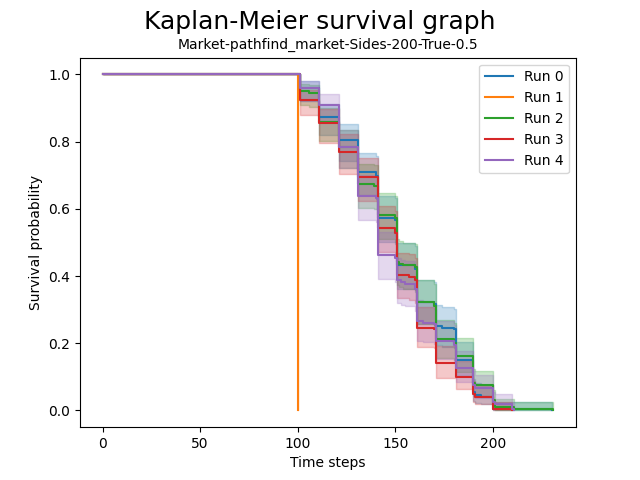 Kaplan-Meier survival graph
Market-pathfind_market-Sides-200-True-0.5
Survival probability
1.0
0.8
0.6
0.4
0.2
0.0
Run 0
Run 1
Run 2
Run 3
Run 4
0 50 100 150 200
Time steps